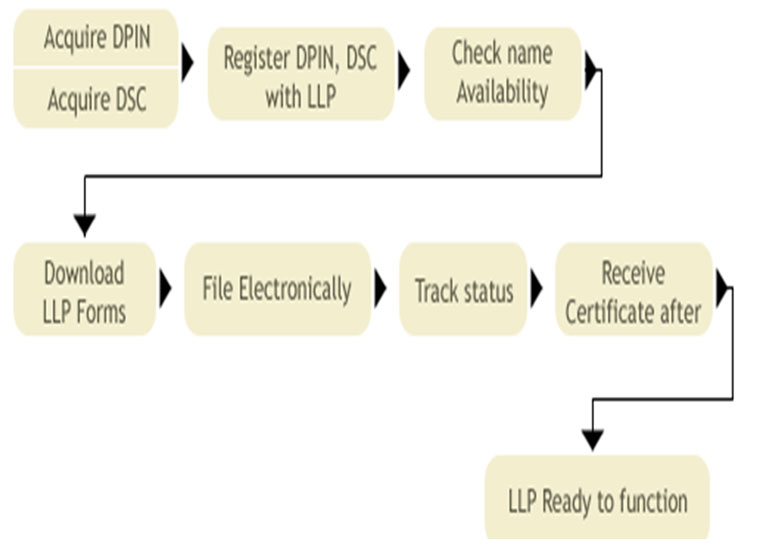 Acquire DPIN
Acquire DSC
Register DPIN, DSC
with LLP
Check name
Availability
Download
LLP Forms
File Electronically
Track status
Receive
Certificate after
LLP Ready to function